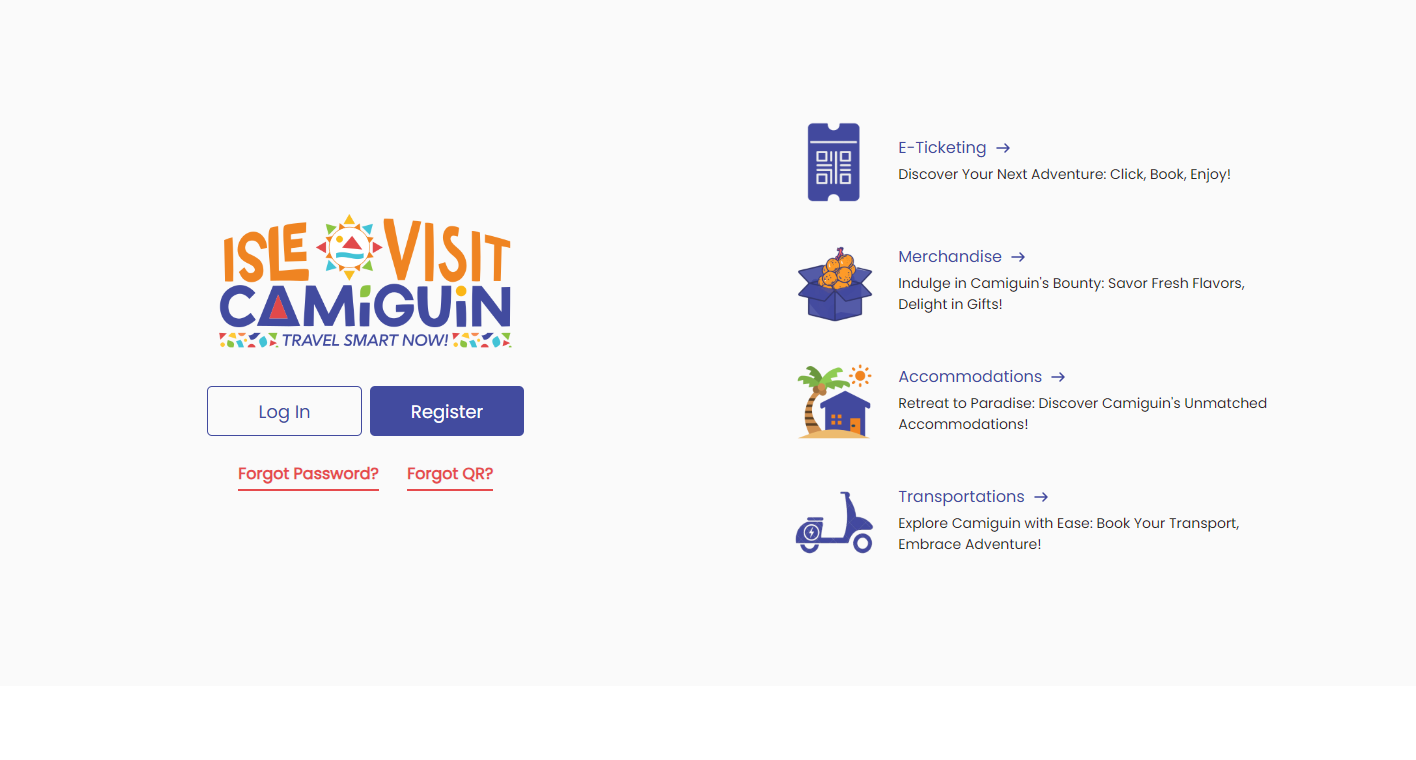 ISLE VISIT
CAMiGUiN
TRAVEL SMART NOW!
Log In
Register
Forgot Password?
Forgot QR?
E-Ticketing
Discover Your Next Adventure: Click, Book, Enjoy!
Merchandise
Indulge in Camiguin's Bounty: Savor Fresh Flavors,
Delight in Gifts!
Accommodations
Retreat to Paradise: Discover Camiguin's Unmatched
Accommodations!
Transportations
Explore Camiguin with Ease: Book Your Transport,
Embrace Adventure!